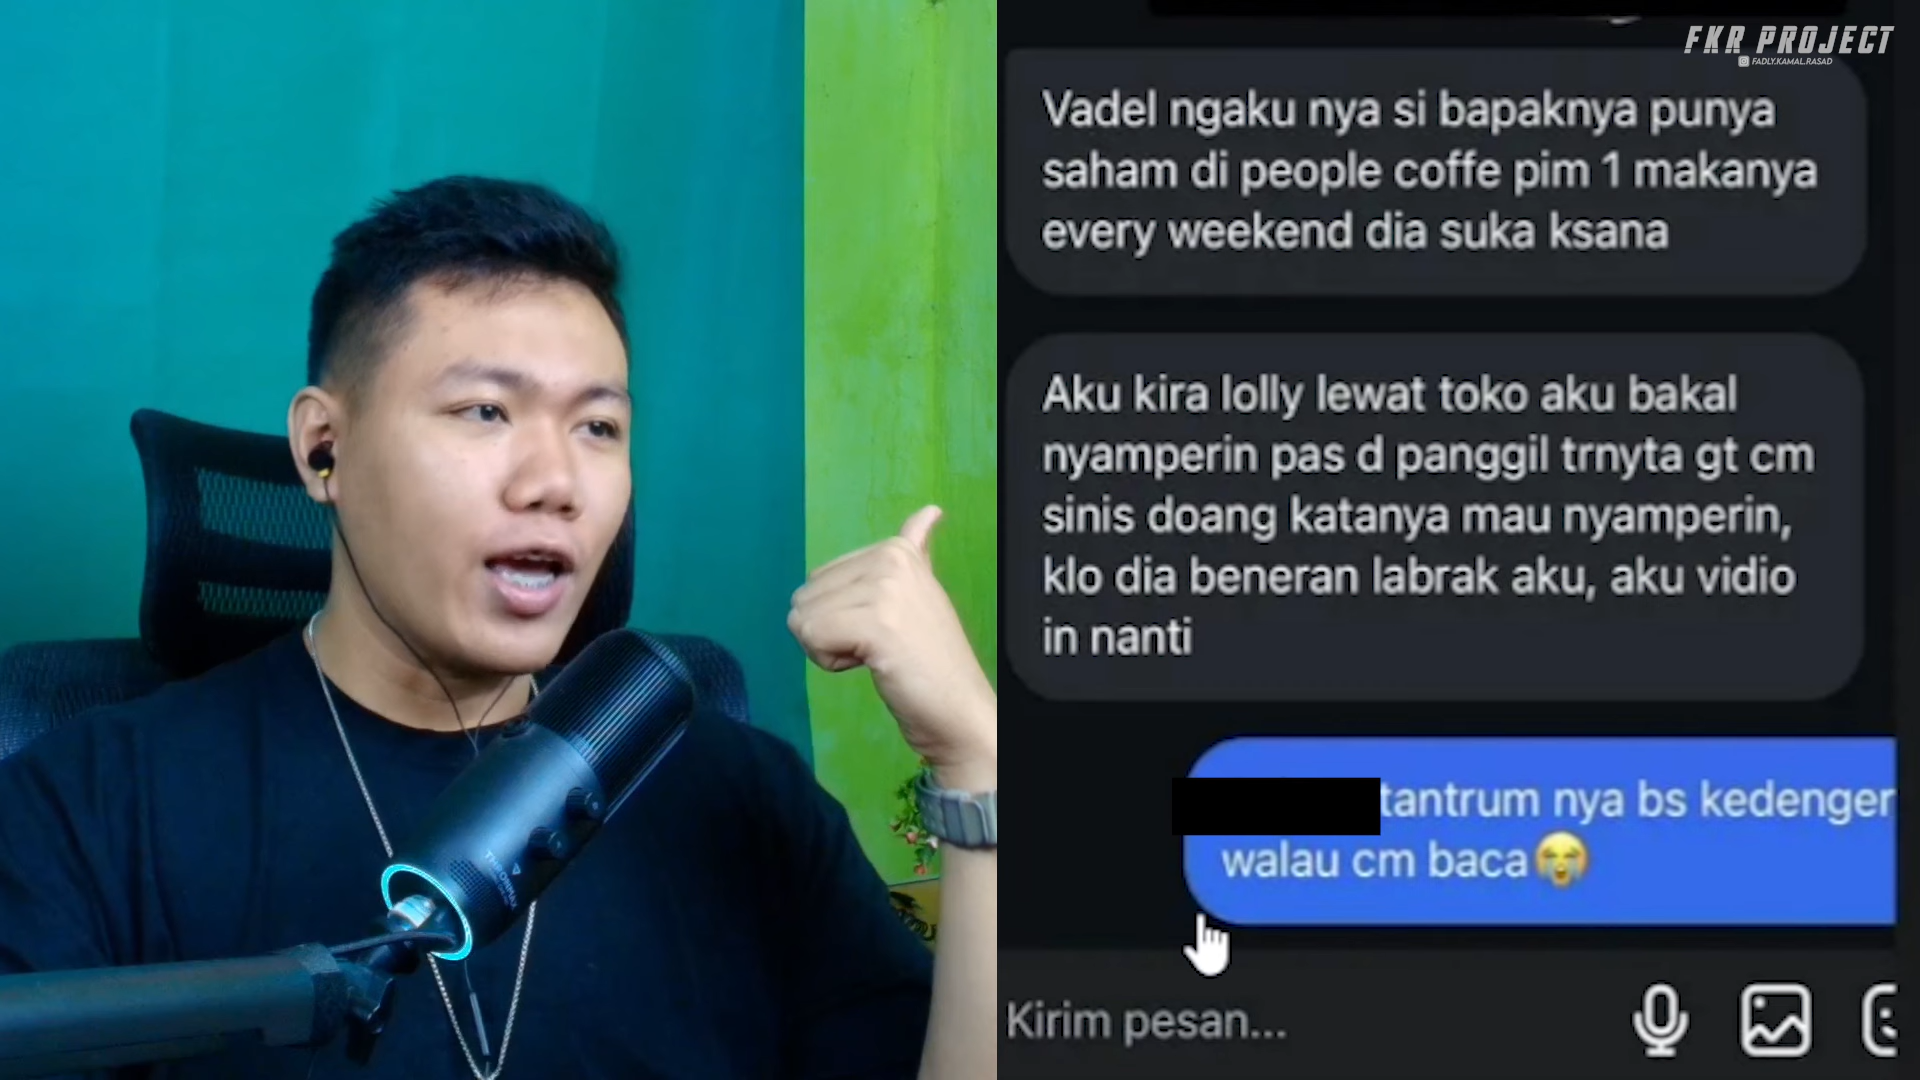 FKR PROJECT
FADLY.KAMAL.RASAD
Vadel ngaku nya si bapaknya punya
saham di people coffe pim 1 makanya
every weekend dia suka ksana
Aku kira lolly lewat toko aku bakal
nyamperin pas d panggil trnyta gt cm
sinis doang katanya mau nyamperin,
klo dia beneran labrak aku, aku vidio
in nanti
tantrum nya bs kedenger
walau cm baca😭
Kirim pesan...